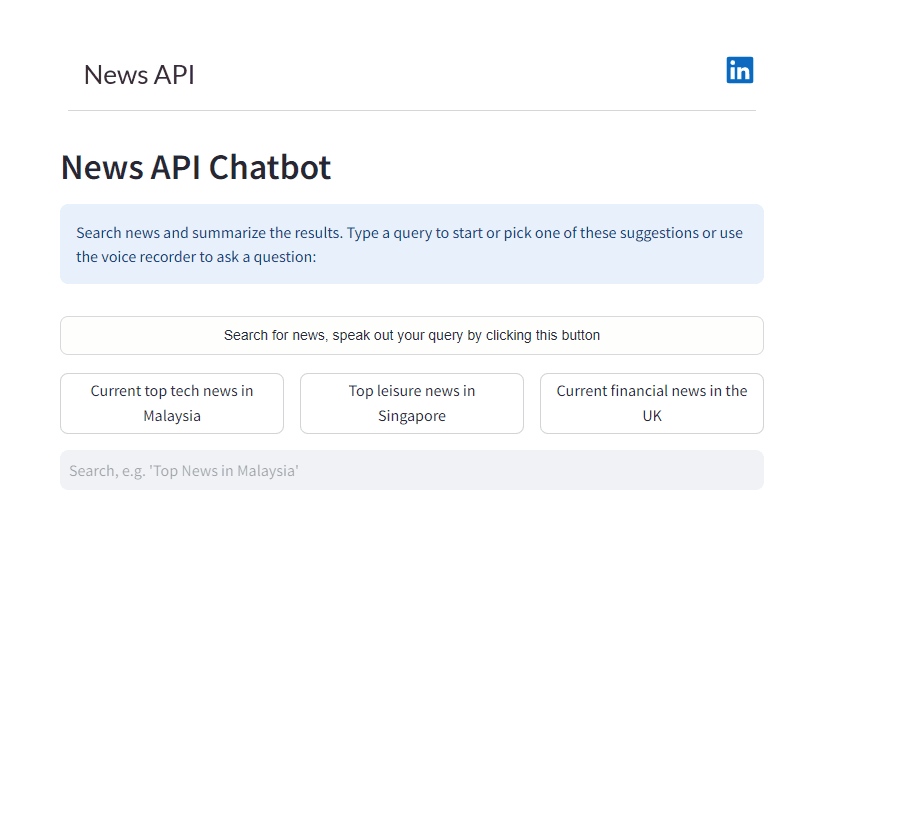 News API
in
News API Chatbot
Search news and summarize the results. Type a query to start or pick one of these suggestions or use
the voice recorder to ask a question:
Search for news, speak out your query by clicking this button
Current top tech news in
Malaysia
Top leisure news in
Singapore
Current financial news in the
UK
Search, e.g. 'Top News in Malaysia'